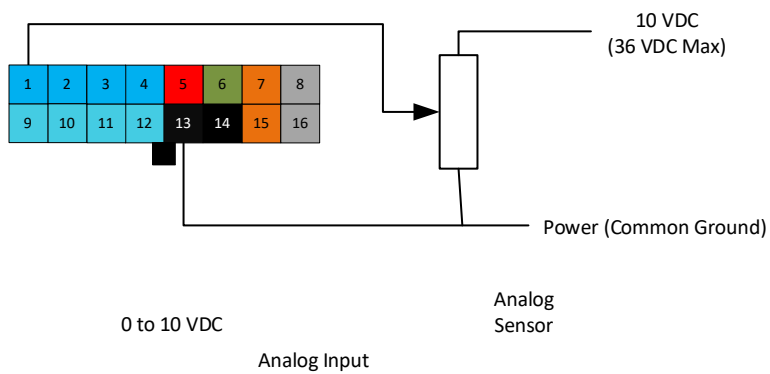 10 VDC
(36 VDC Max)
1 2 3 4 5 6 7 8
9 10 11 12 13 14 15 16
Power (Common Ground)
Analog
Sensor
0 to 10 VDC
Analog Input